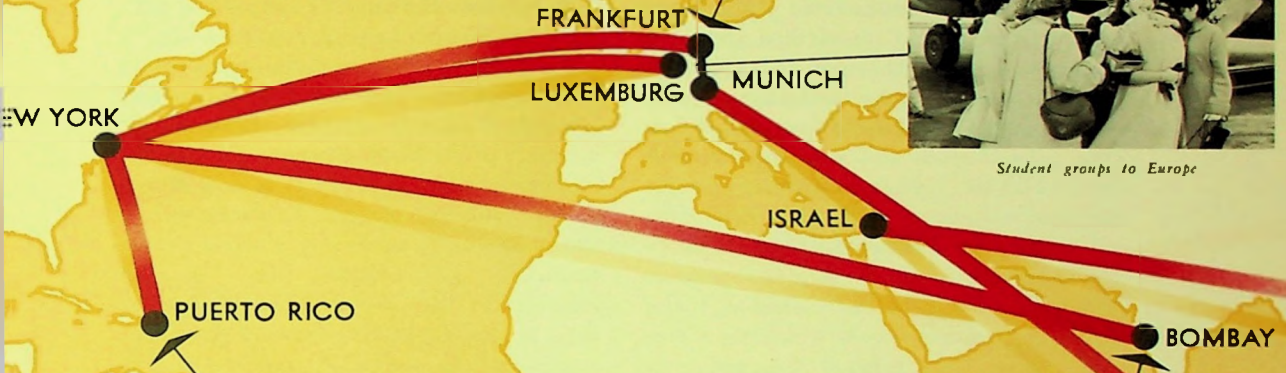 FRANKFURT
LUXEMBURG
MUNICH
EW YORK
Student groups to Europe
ISRAEL
PUERTO RICO
BOMBAY